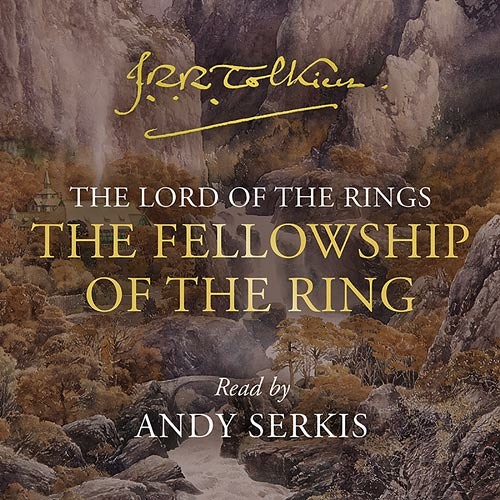 J.R.R. Tolkien.
THE LORD OF THE RINGS
THE FELLOWSHIP
OF THE RING
Read by
ANDY SERKIS